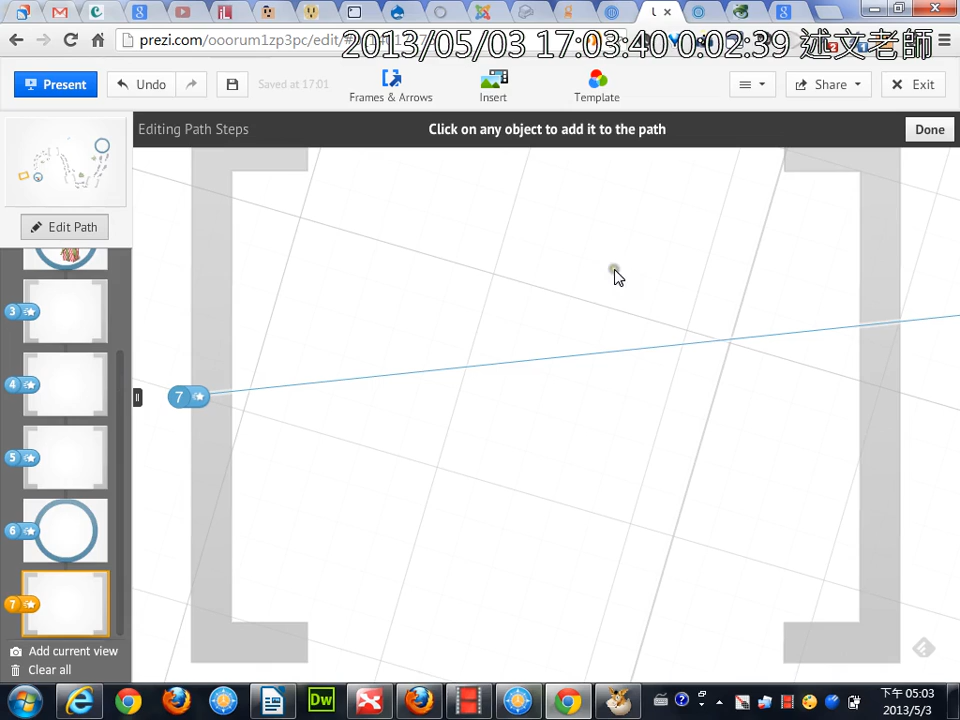 prezi.com/ooorum1zp3pc/edit/#
2013/05/03 17:03:40 0:02:39 述文老師
Present
Undo
Saved at 17:01
Frames & Arrows
Insert
Template
Share
Exit
Editing Path Steps
Click on any object to add it to the path
Done
Edit Path
3
4
5
6
7
7
Add current view
Clear all
Dw
下午 05:03
2013/5/3